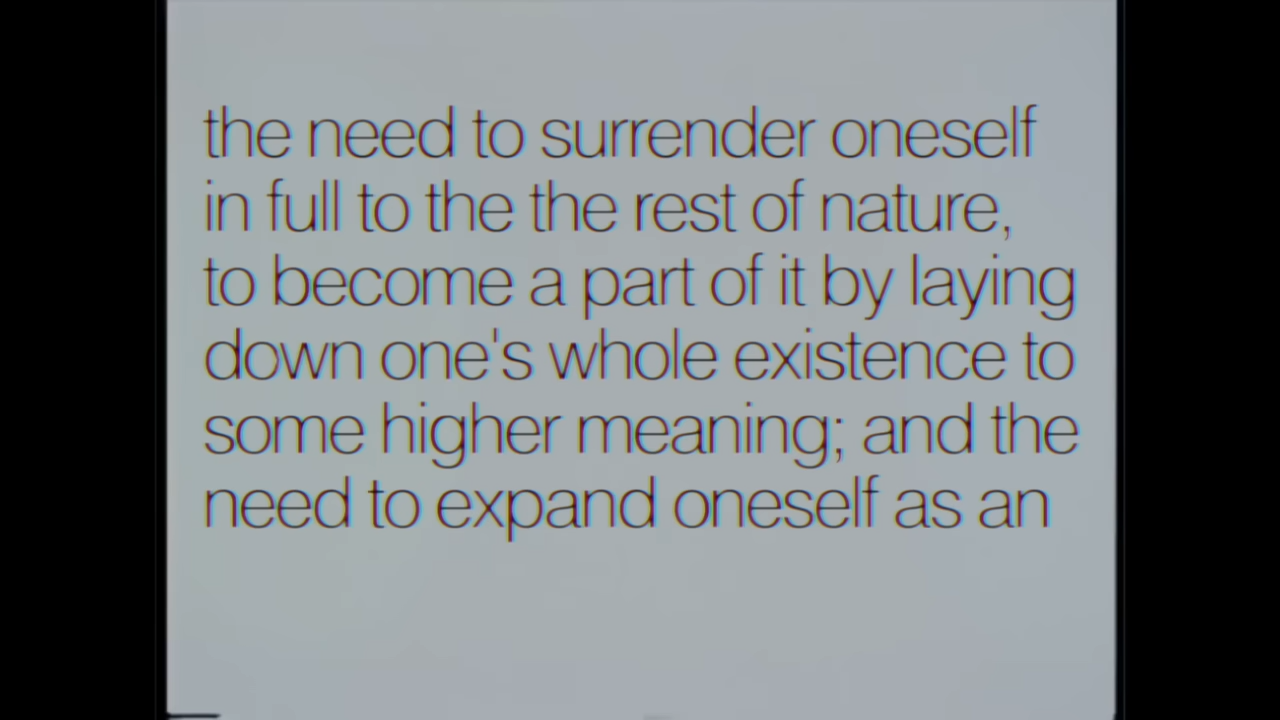 the need to surrender oneself
in full to the the rest of nature,
to become a part of it by laying
down one's whole existence to
some higher meaning; and the
need to expand oneself as an